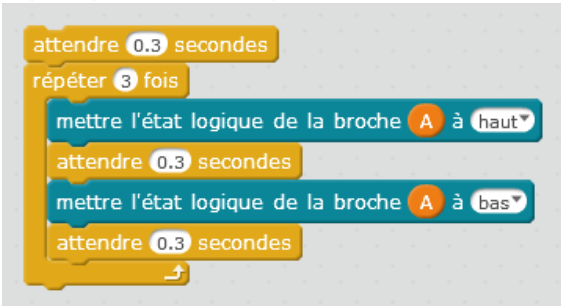 attendre 0.3 secondes
répéter 3 fois
mettre l'état logique de la broche A à haut
attendre 0.3 secondes
mettre l'état logique de la broche A à bas
attendre 0.3 secondes